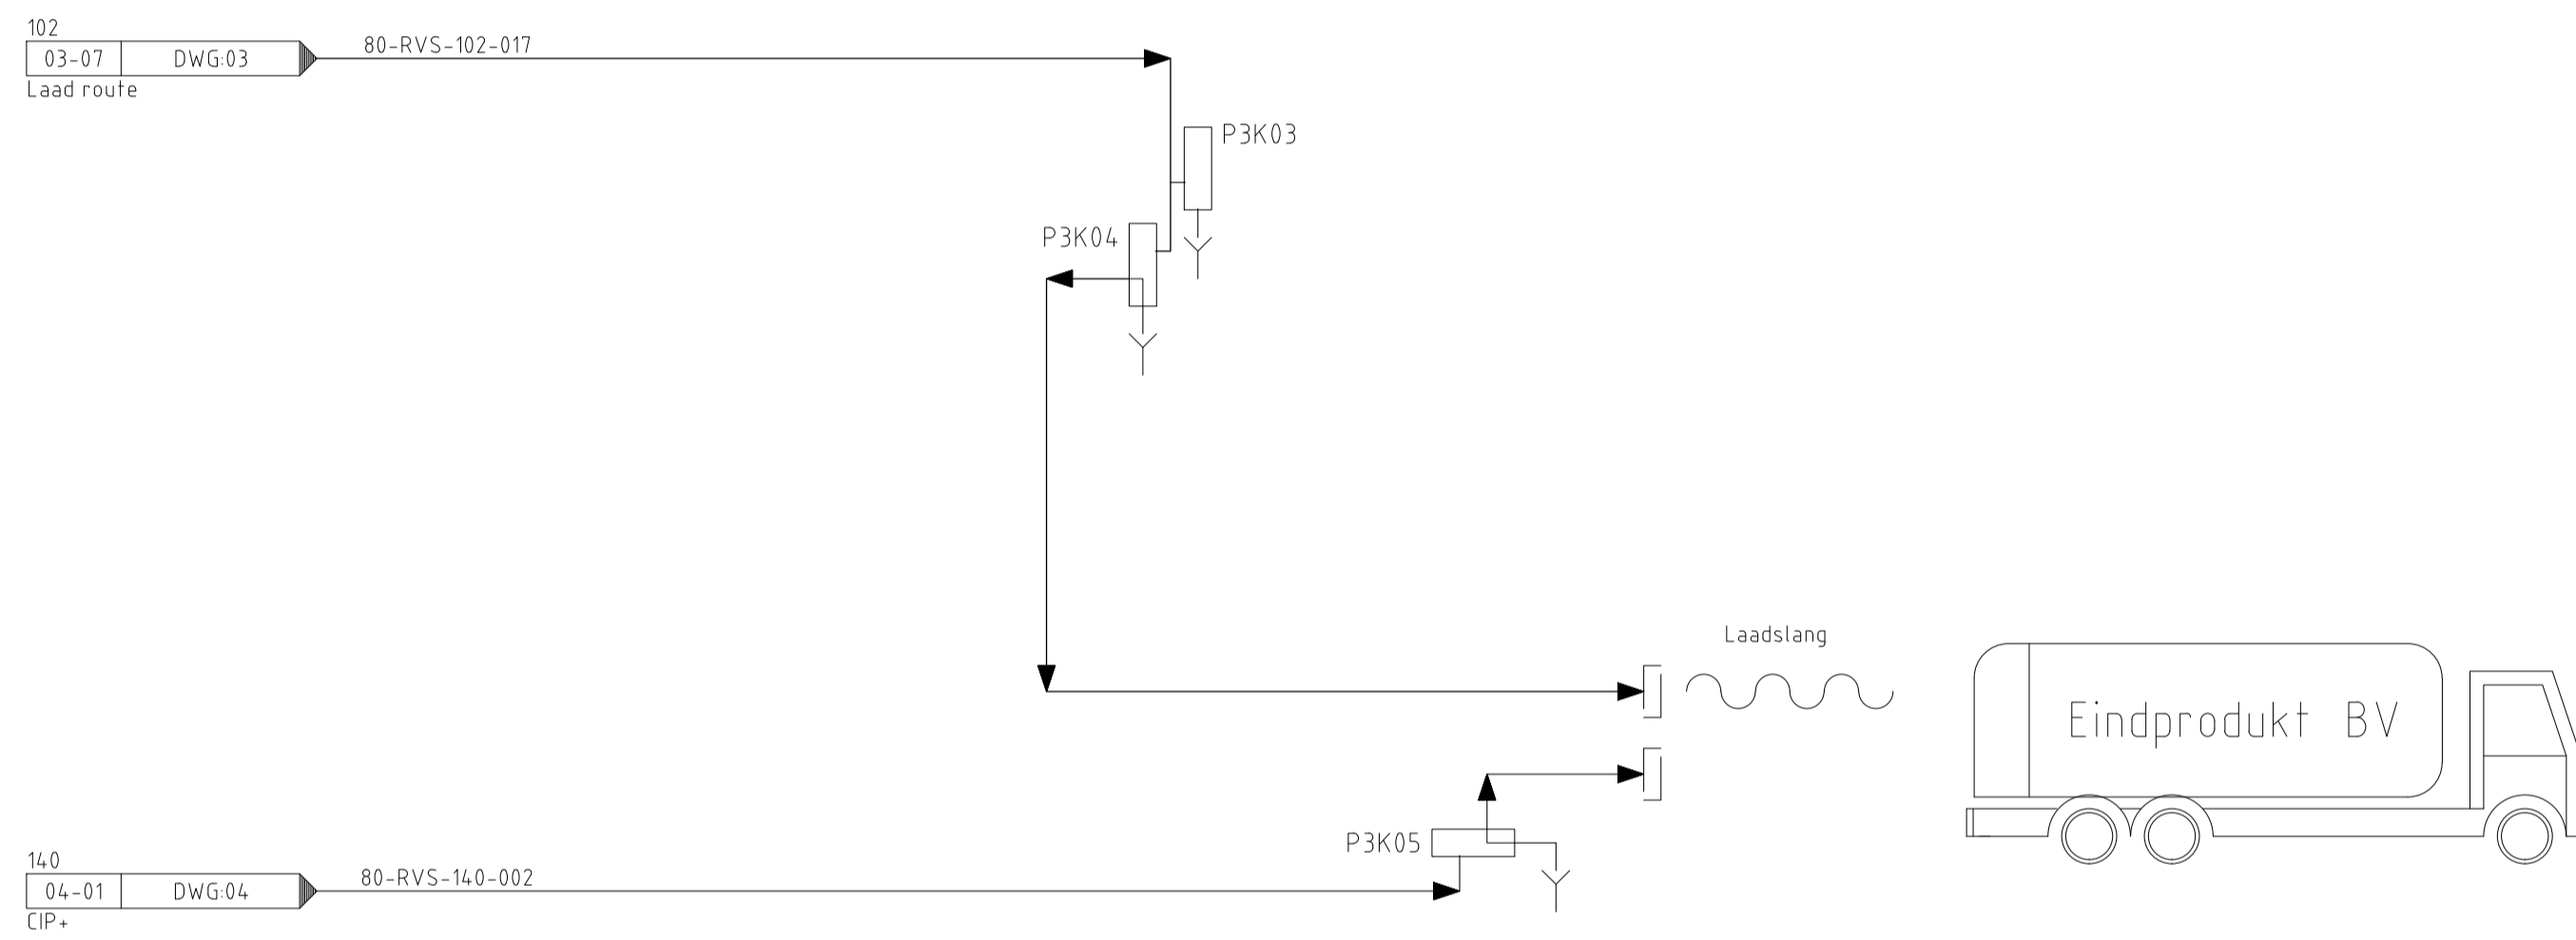 102
03-07 DWG:03
80-RVS-102-017
Laad route
P3K03
P3K04
Laadslang
Eindprodukt BV
P3K05
140
04-01 DWG:04
80-RVS-140-002
CIP+